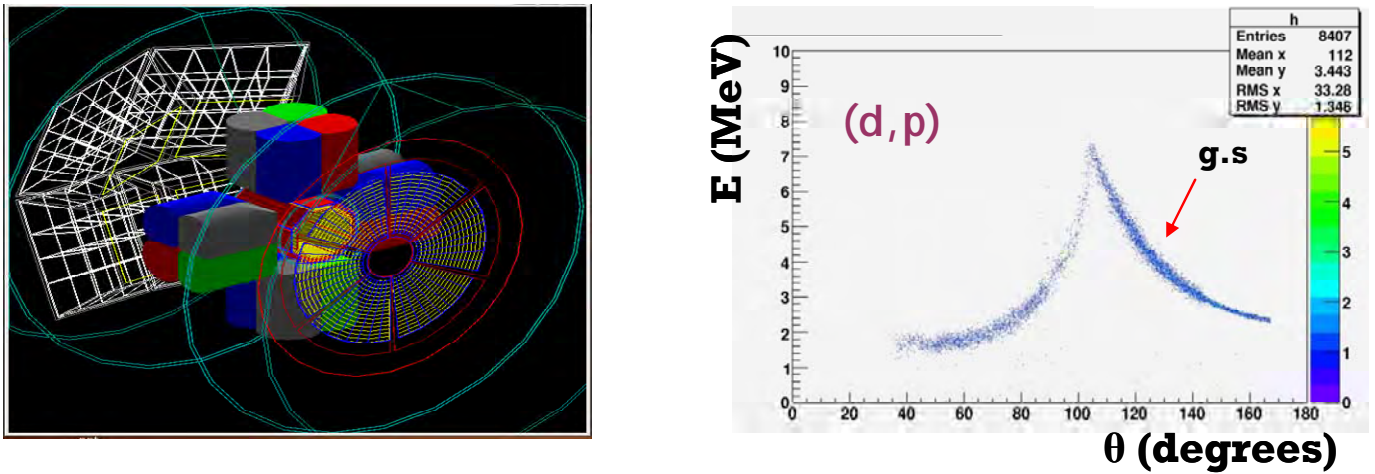 h
Entries 8407
Mean x 112
Mean y 3.443
RMS x 33.28
RMS y 1.346
E (MeV)
10
9
8
7
6
5
4
3
2
1
0
(d,p)
g.s
5
4
3
2
1
0
0 20 40 60 80 100 120 140 160 180
θ (degrees)